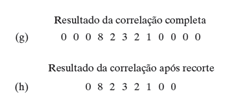 Resultado da correlação completa
(g) 0 0 0 8 2 3 2 1 0 0 0 0
Resultado da correlação após recorte
(h) 0 8 2 3 2 1 0 0